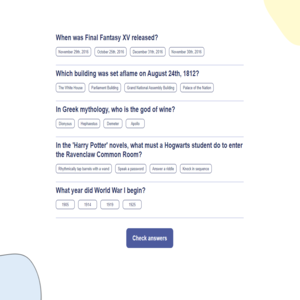 When was Final Fantasy XV released?
November 29th, 2016 October 25th, 2016 December 10th, 2016 November 30th, 2016
Which building was set aflame on August 24th, 1812?
The White House Parliament Building Grand National Assembly Building Palace of the Nation
In Greek mythology, who is the god of wine?
Dionysus Hephaestus Demeter Apollo
In the 'Harry Potter' novels, what must a Hogwarts student do to enter
the Ravenclaw Common Room?
Rhythmically tap barrels with a wand Speak a password Answer a riddle Knock in sequence
What year did World War I begin?
1905 1914 1919 1925
Check answers